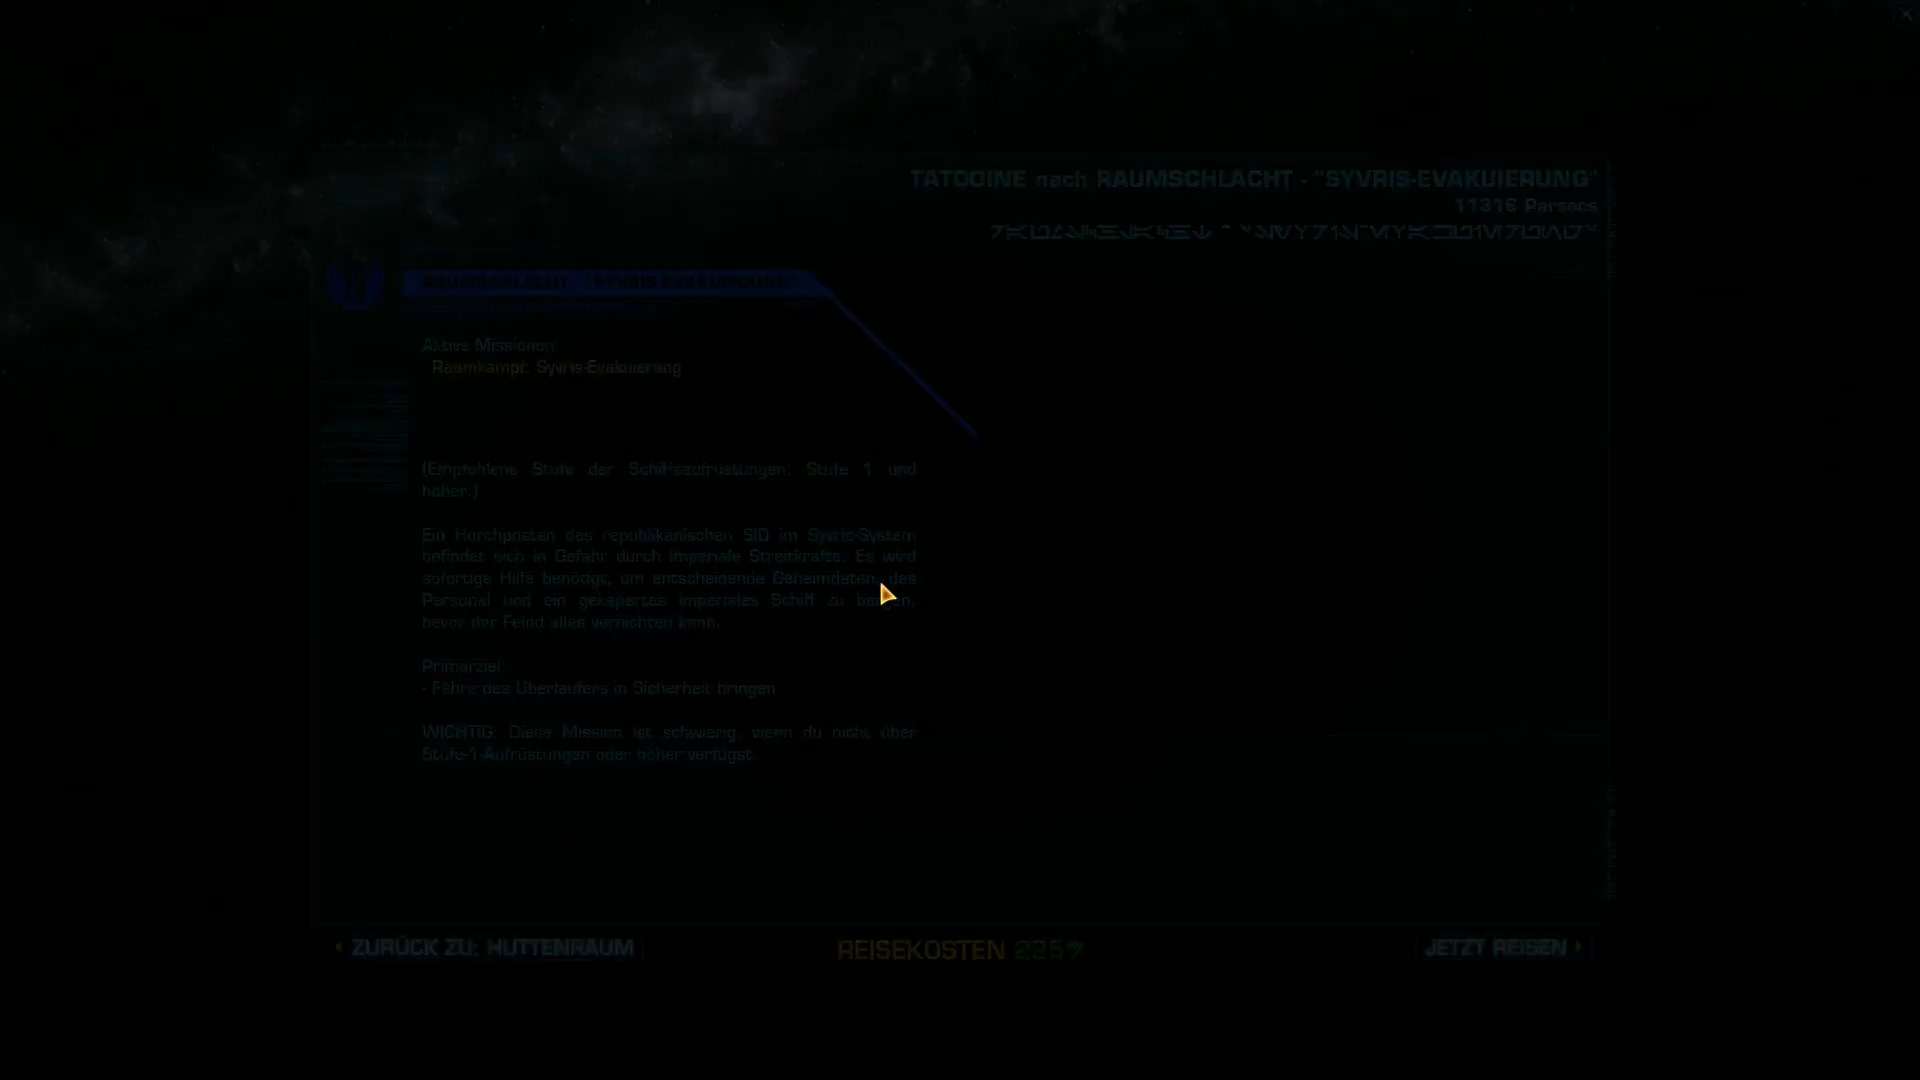 TATOOINE nach RAUMSCHLACHT - "SYVRIS-EVAKUIERUNG"
11316 Parsecs
RAUMSCHLACHT - "SYVRIS-EVAKUIERUNG"
Aktive Missionen:
Raumkampf: Syvris-Evakuierung
(Empfohlene Stufe der Schiffsaufrüstungen: Stufe 1 und
höher.)
Ein Horchposten des republikanischen SID im Syvris-System
befindet sich in Gefahr durch imperiale Streitkräfte. Es wird
sofortige Hilfe benötigt, um entscheidende Geheimdaten, das
Personal und ein gekapertes imperiales Schiff zu bergen,
bevor der Feind alles vernichten kann.
Primärziel:
- Fähre des Überläufers in Sicherheit bringen
WICHTIG: Diese Mission ist schwierig, wenn du nicht über
Stufe-1-Aufrüstungen oder höher verfügst.
ZURÜCK ZU: HUTTENRAUM
REISEKOSTEN 2259
JETZT REISEN